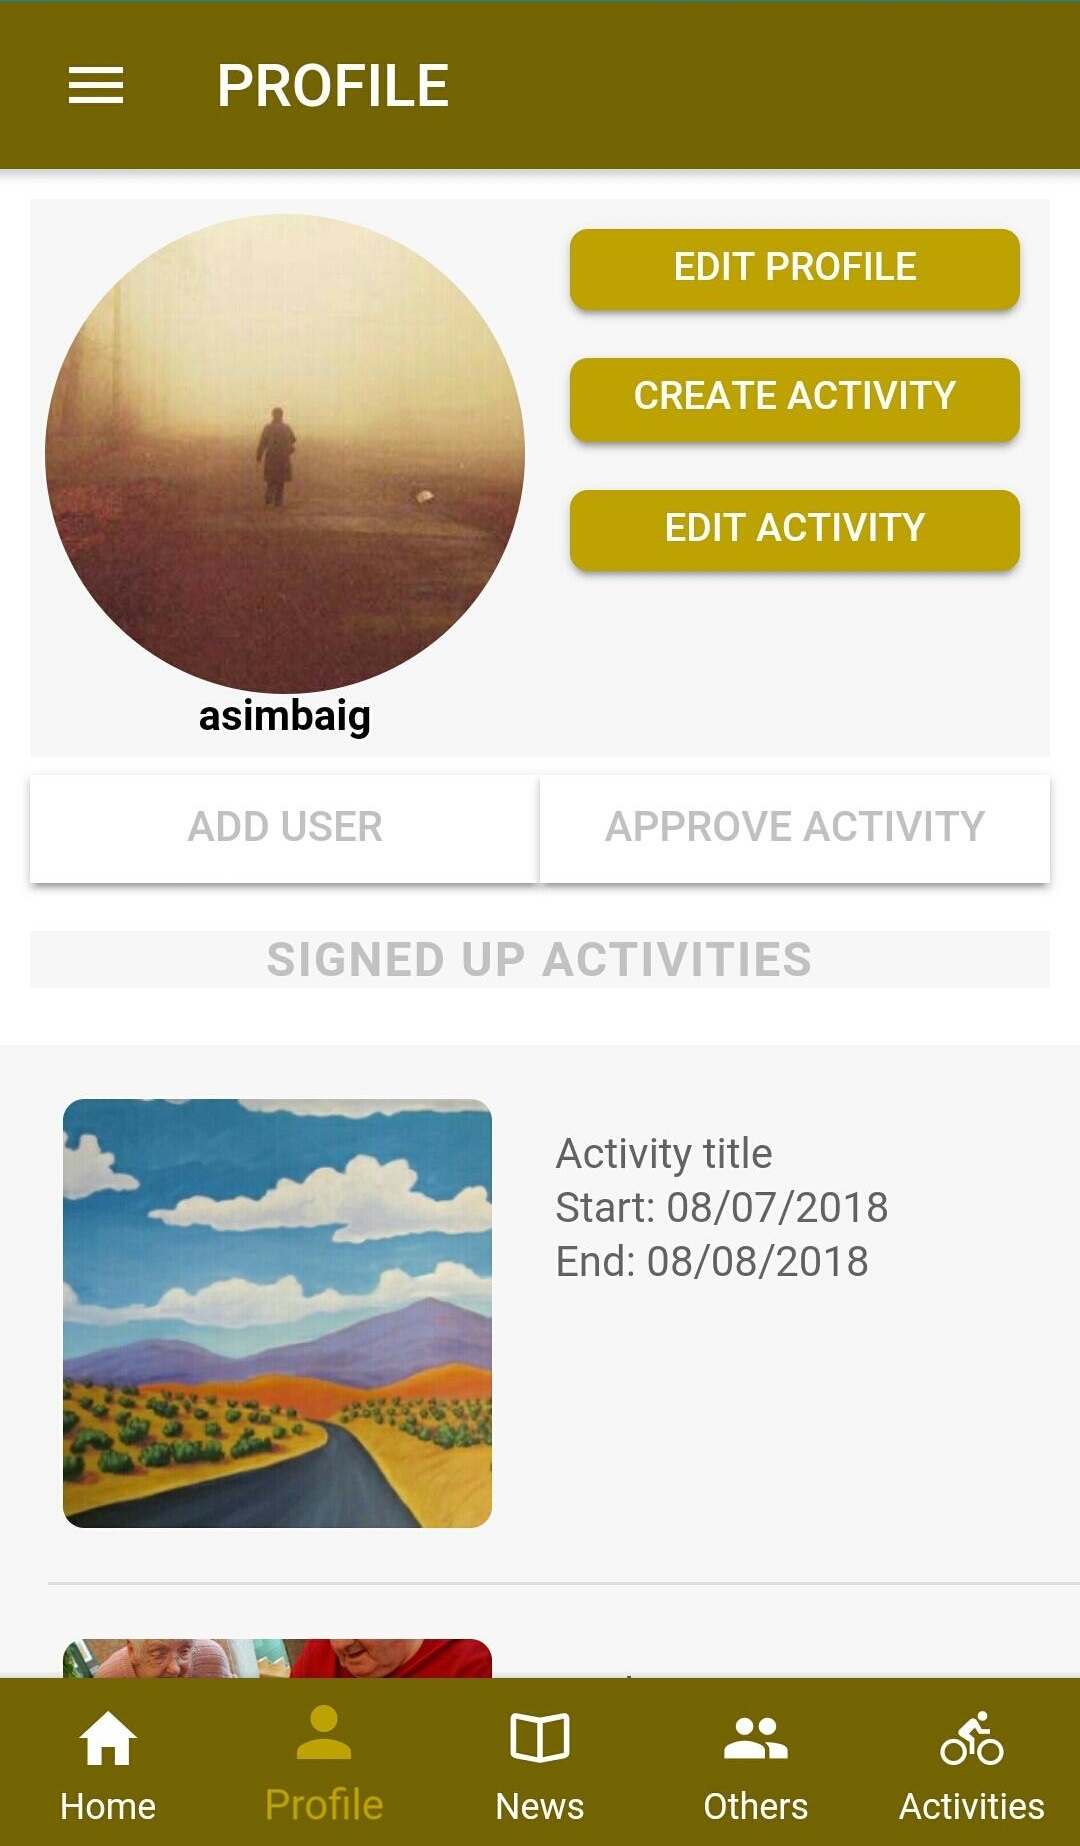 PROFILE
EDIT PROFILE
CREATE ACTIVITY
EDIT ACTIVITY
asimbaig
ADD USER
APPROVE ACTIVITY
SIGNED UP ACTIVITIES
Activity title
Start: 08/07/2018
End: 08/08/2018
Home
Profile
News
Others
Activities